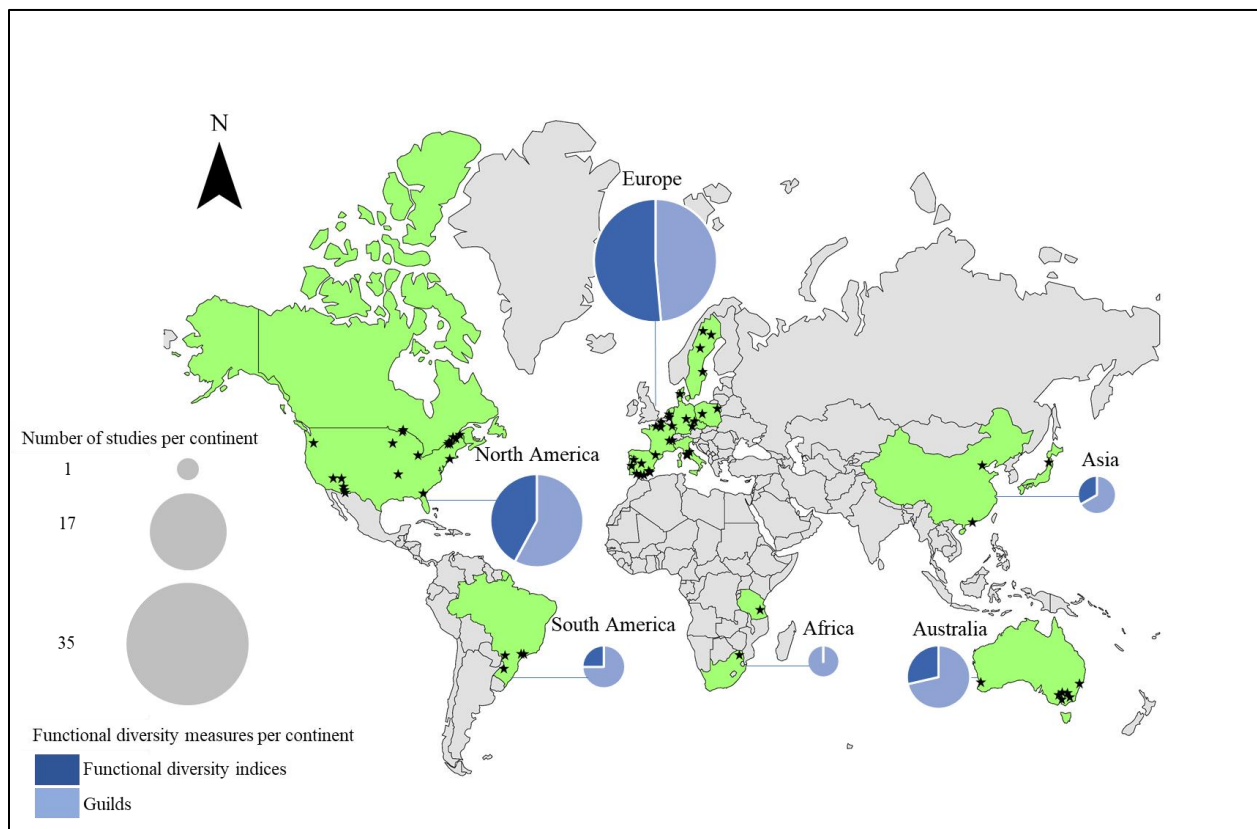 N
Europe
Number of studies per continent
1
North America
Asia
17
South America
Africa
Australia
35
Functional diversity measures per continent
Functional diversity indices
Guilds